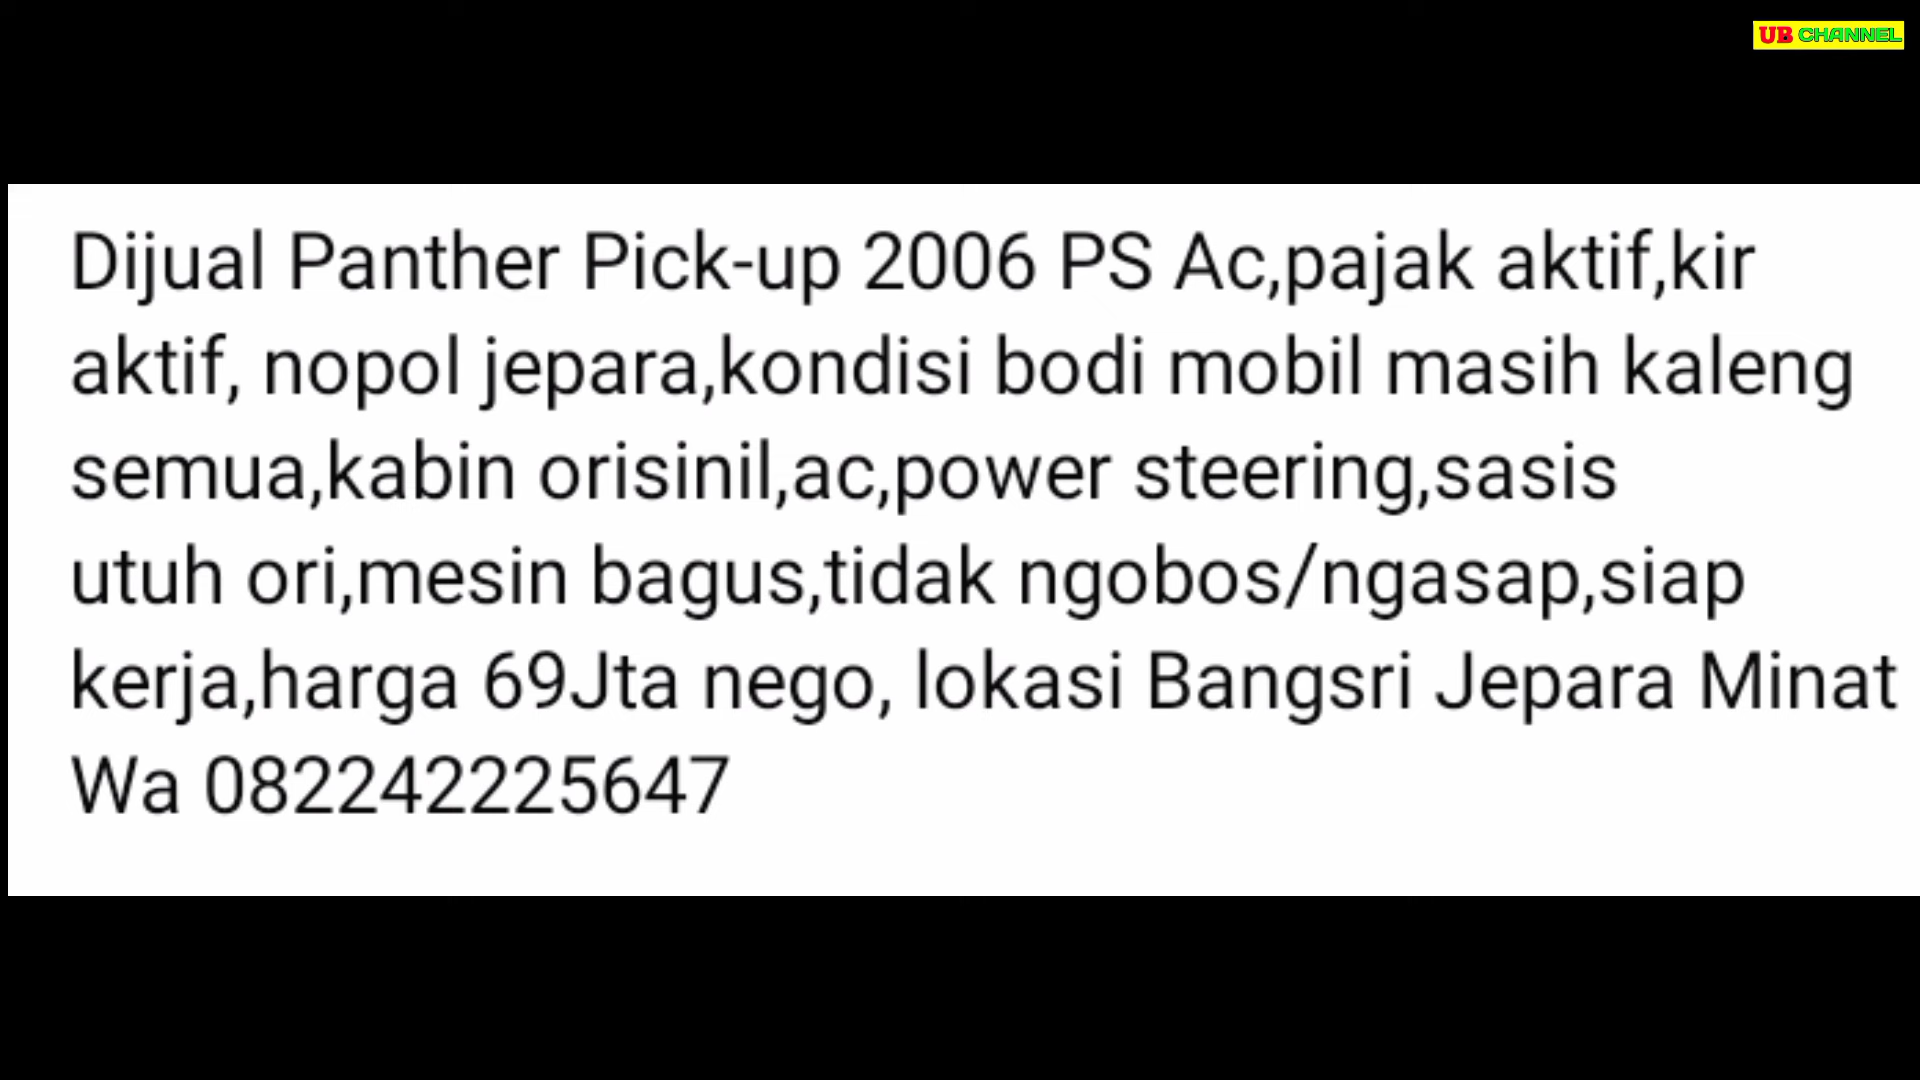 UB CHANNEL
Dijual Panther Pick-up 2006 PS Ac,pajak aktif,kir
aktif, nopol jepara,kondisi bodi mobil masih kaleng
semua,kabin orisinil,ac,power steering,sasis
utuh ori,mesin bagus,tidak ngobos/ngasap,siap
kerja,harga 69Jta nego, lokasi Bangsri Jepara Minat
Wa 082242225647